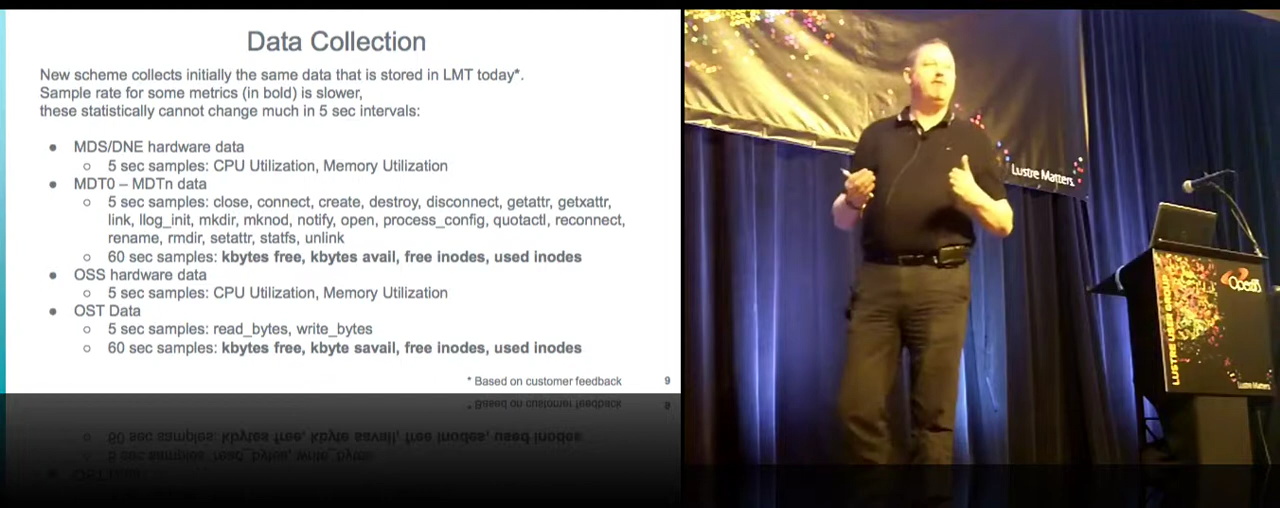 Data Collection
New scheme collects initially the same data that is stored in LMT today*.
Sample rate for some metrics (in bold) is slower,
these statistically cannot change much in 5 sec intervals:
● MDS/DNE hardware data
○ 5 sec samples: CPU Utilization, Memory Utilization
● MDT0 – MDTn data
○ 5 sec samples: close, connect, create, destroy, disconnect, getattr, getxattr,
link, llog_init, mkdir, mknod, notify, open, process_config, quotactl, reconnect,
rename, rmdir, setattr, statfs, unlink
○ 60 sec samples: kbytes free, kbytes avail, free inodes, used inodes
● OSS hardware data
○ 5 sec samples: CPU Utilization, Memory Utilization
● OST Data
○ 5 sec samples: read_bytes, write_bytes
○ 60 sec samples: kbytes free, kbyte savail, free inodes, used inodes
* Based on customer feedback 9
Lustre Matters.
LUSTRE USER GROUP
Lustre Matters